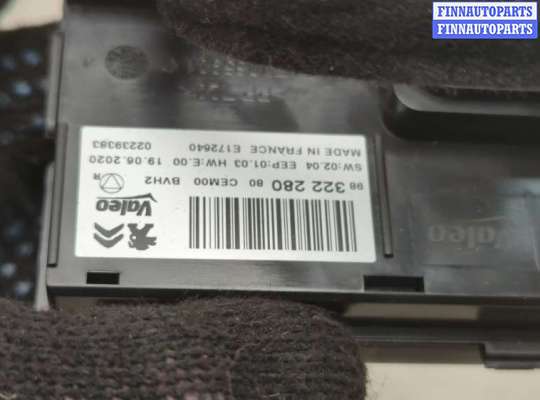 FINNAUTOPARTS
FINNAUTOPARTS
FINNAUTOPARTS
Valeo
98 322 280 80 CEM00 BVH2
SW:02.04 EEP:01.03 HW:E.00 19.06.2020
MADE IN FRANCE E172640 02239383
R
Valeo